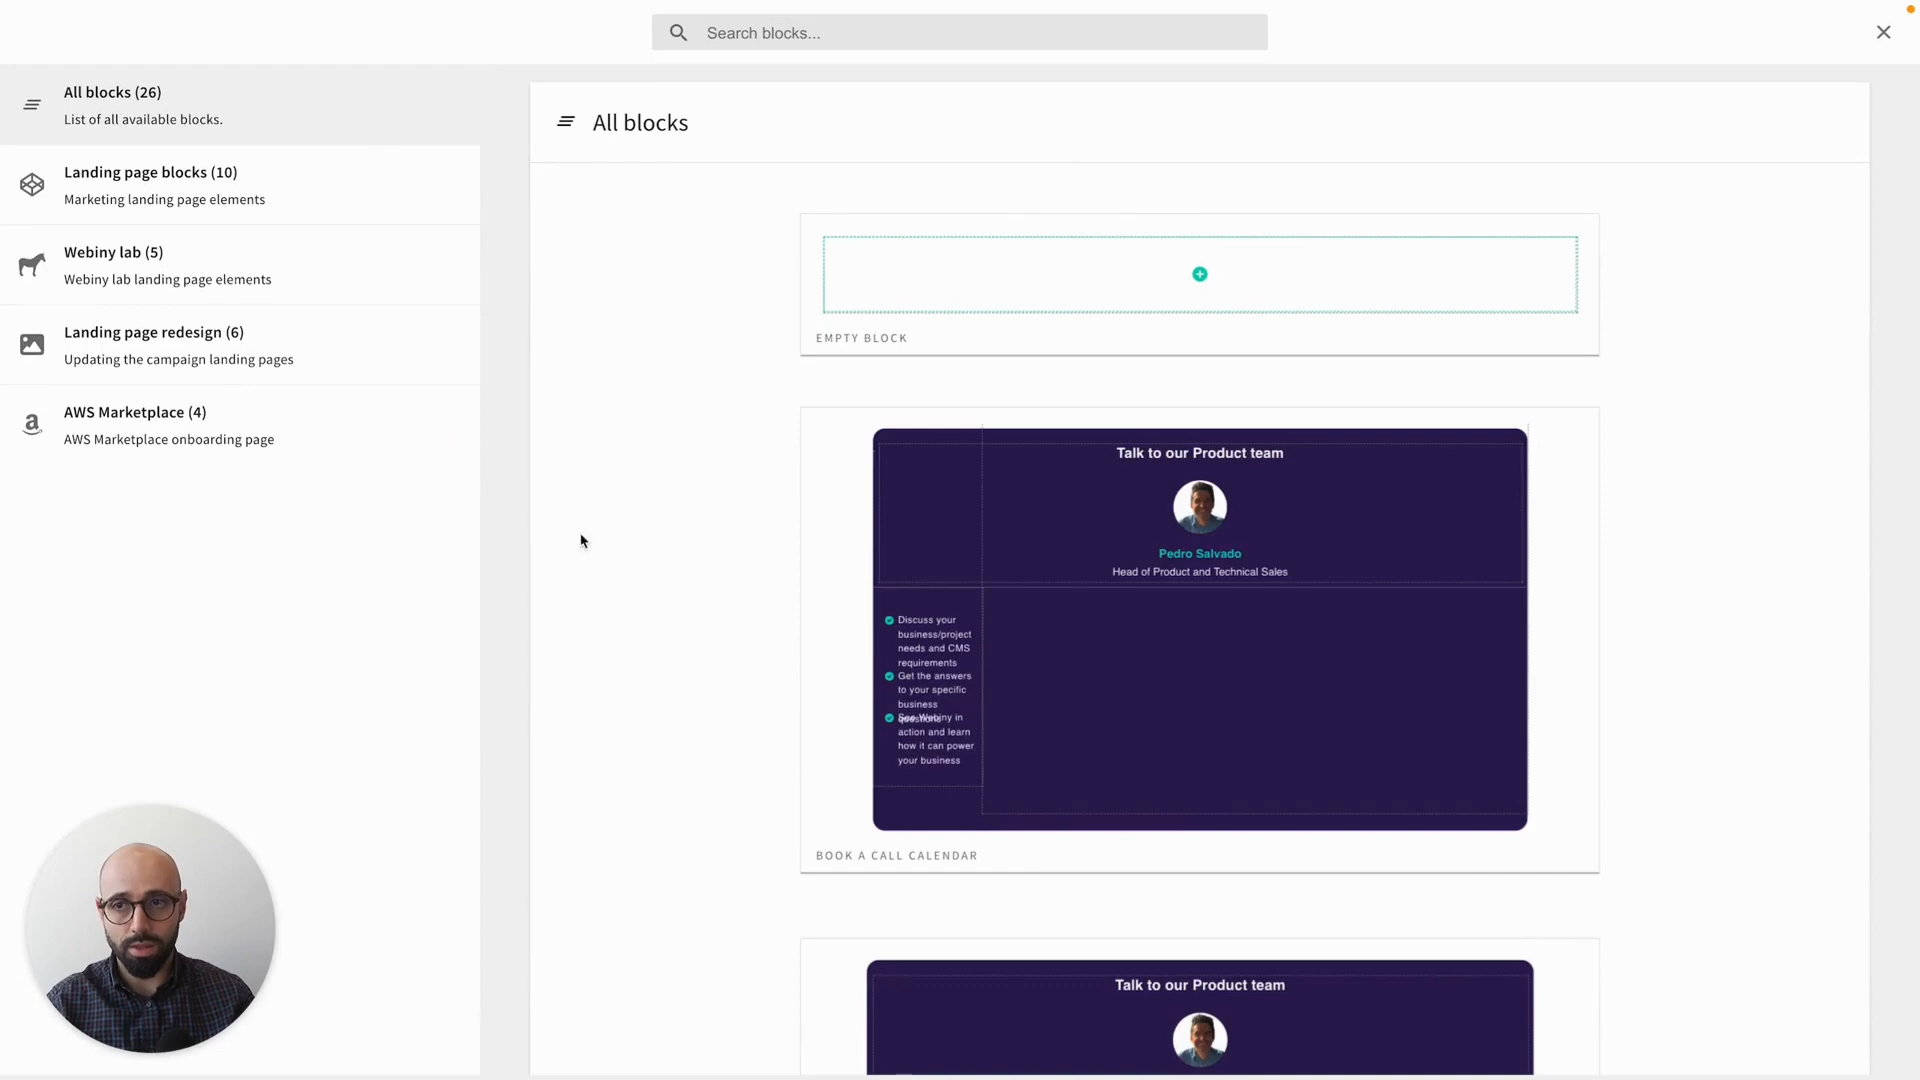 Search blocks...
All blocks (26)
List of all available blocks.
Landing page blocks (10)
Marketing landing page elements
Webiny lab (5)
Webiny lab landing page elements
Landing page redesign (6)
Updating the campaign landing pages
AWS Marketplace (4)
AWS Marketplace onboarding page
All blocks
EMPTY BLOCK
Talk to our Product team
Pedro Salvado
Head of Product and Technical Sales
Discuss your
business/project
needs and CMS
requirements
Get the answers
to your specific
business
questions
See Webiny in
action and learn
how it can power
your business
BOOK A CALL CALENDAR
Talk to our Product team